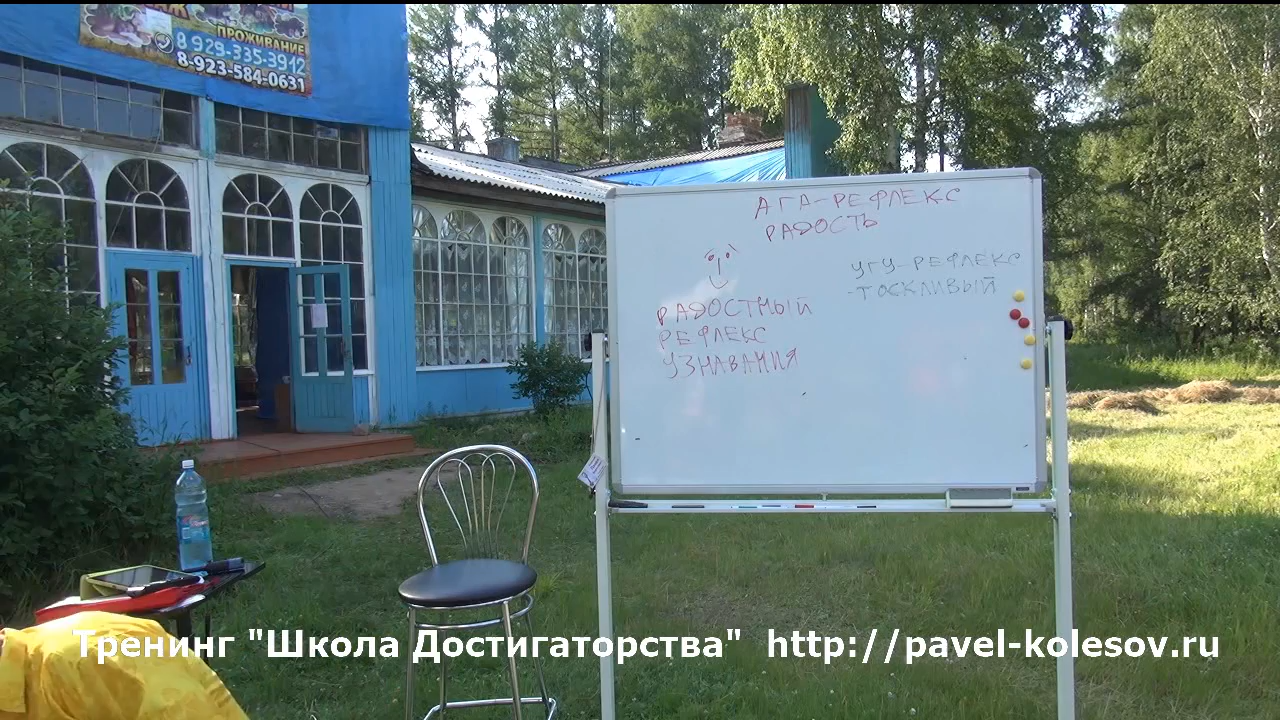 ПРОЖИВАНИЕ
8 929-335-3912
8-923-584-0631
АГА-РЕФЛЕКС
РАДОСТЬ
РАДОСТНЫЙ
РЕФЛЕКС
УЗНАВАНИЯ
УГУ-РЕФЛЕКС
-ТОСКЛИВЫЙ
Тренинг "Школа Достигаторства" http://pavel-kolesov.ru